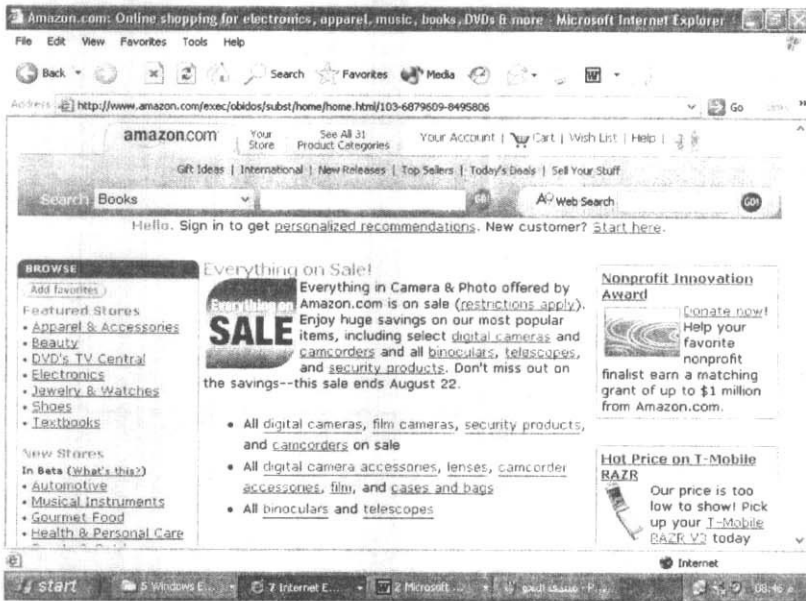 Amazon.com: Online shopping for electronics, apparel, music, books, DVDs & more - Microsoft Internet Explorer
File Edit View Favorites Tools Help
Back Search Favorites Media
Address http://www.amazon.com/exec/obidos/subst/home/home.html/103-6879609-8495806 Go
amazon.com Your Store See All 31 Product Categories Your Account | Cart | Wish List | Help |
Gift Ideas | International | New Releases | Top Sellers | Today's Deals | Sell Your Stuff
Search Books GO! A9 Web Search GO!
Hello. Sign in to get personalized recommendations. New customer? Start here.
BROWSE
Add favorites
Featured Stores
• Apparel & Accessories
• Beauty
• DVD's TV Central
• Electronics
• Jewelry & Watches
• Shoes
• Textbooks
New Stores
In Beta (What's this?)
• Automotive
• Musical Instruments
• Gourmet Food
• Health & Personal Care
Everything on Sale!
Everything on
SALE
Everything in Camera & Photo offered by
Amazon.com is on sale (restrictions apply).
Enjoy huge savings on our most popular
items, including select digital cameras and
camcorders and all binoculars, telescopes,
and security products. Don't miss out on
the savings--this sale ends August 22.
• All digital cameras, film cameras, security products,
and camcorders on sale
• All digital camera accessories, lenses, camcorder
accessories, film, and cases and bags
• All binoculars and telescopes
Nonprofit Innovation
Award
Donate now!
Help your
favorite
nonprofit
finalist earn a matching
grant of up to $1 million
from Amazon.com.
Hot Price on T-Mobile
RAZR
Our price is too
low to show! Pick
up your T-Mobile
RAZR V3 today
Internet
start 5 Windows E... 7 Internet E... 2 Microsoft ... 08:46